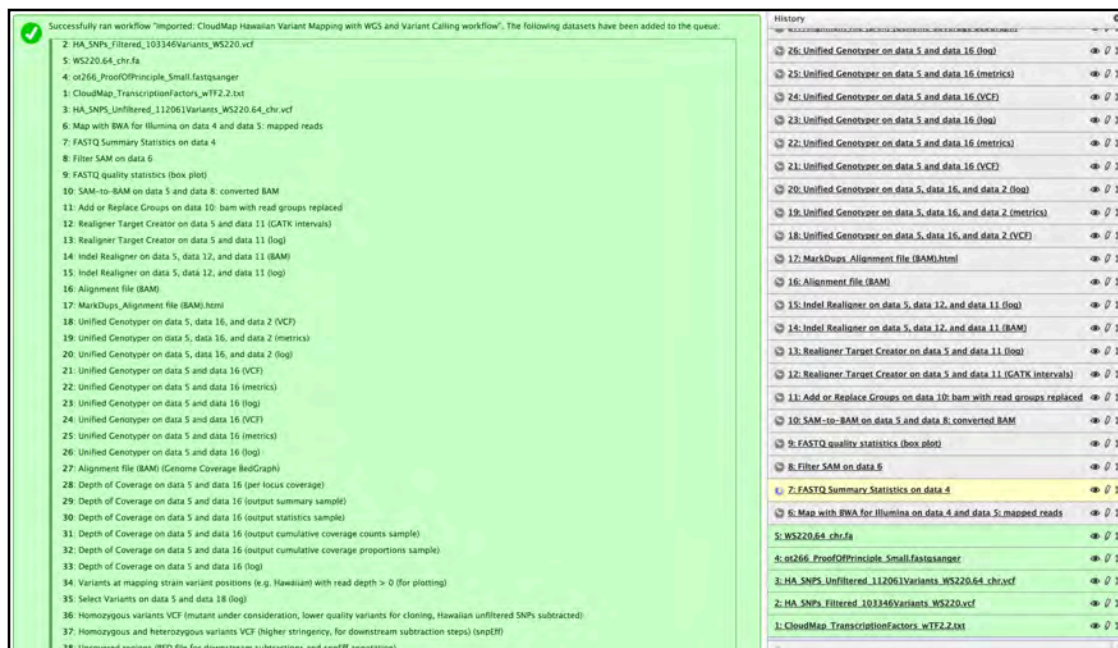 Successfully ran workflow "Imported: CloudMap Hawaiian Variant Mapping with WGS and Variant Calling workflow". The following datasets have been added to the queue:
2: HA_SNPs_Filtered_103346Variants_WS220.vcf
5: WS220.64_chr.fa
4: ot266_ProofOfPrinciple_Small.fastqsanger
1: CloudMap_TranscriptionFactors_wTF2.2.txt
3: HA_SNPS_Unfiltered_112061Variants_WS220.64_chr.vcf
6: Map with BWA for Illumina on data 4 and data 5: mapped reads
7: FASTQ Summary Statistics on data 4
8: Filter SAM on data 6
9: FASTQ quality statistics (box plot)
10: SAM-to-BAM on data 5 and data 8: converted BAM
11: Add or Replace Groups on data 10: bam with read groups replaced
12: Realigner Target Creator on data 5 and data 11 (GATK intervals)
13: Realigner Target Creator on data 5 and data 11 (log)
14: Indel Realigner on data 5, data 12, and data 11 (BAM)
15: Indel Realigner on data 5, data 12, and data 11 (log)
16: Alignment file (BAM)
17: MarkDups_Alignment file (BAM).html
18: Unified Genotyper on data 5, data 16, and data 2 (VCF)
19: Unified Genotyper on data 5, data 16, and data 2 (metrics)
20: Unified Genotyper on data 5, data 16, and data 2 (log)
21: Unified Genotyper on data 5 and data 16 (VCF)
22: Unified Genotyper on data 5 and data 16 (metrics)
23: Unified Genotyper on data 5 and data 16 (log)
24: Unified Genotyper on data 5 and data 16 (VCF)
25: Unified Genotyper on data 5 and data 16 (metrics)
26: Unified Genotyper on data 5 and data 16 (log)
27: Alignment file (BAM) (Genome Coverage BedGraph)
28: Depth of Coverage on data 5 and data 16 (per locus coverage)
29: Depth of Coverage on data 5 and data 16 (output summary sample)
30: Depth of Coverage on data 5 and data 16 (output statistics sample)
31: Depth of Coverage on data 5 and data 16 (output cumulative coverage counts sample)
32: Depth of Coverage on data 5 and data 16 (output cumulative coverage proportions sample)
33: Depth of Coverage on data 5 and data 16 (log)
34: Variants at mapping strain variant positions (e.g. Hawaiian) with read depth > 0 (for plotting)
35: Select Variants on data 5 and data 18 (log)
36: Homozygous variants VCF (mutant under consideration, lower quality variants for cloning, Hawaiian unfiltered SNPs subtracted)
37: Homozygous and heterozygous variants VCF (higher stringency, for downstream subtraction steps) (snpEff)
38: Uncovered regions (BED file for downstream subtractions and snpEff annotation)
History
26: Unified Genotyper on data 5 and data 16 (log)
25: Unified Genotyper on data 5 and data 16 (metrics)
24: Unified Genotyper on data 5 and data 16 (VCF)
23: Unified Genotyper on data 5 and data 16 (log)
22: Unified Genotyper on data 5 and data 16 (metrics)
21: Unified Genotyper on data 5 and data 16 (VCF)
20: Unified Genotyper on data 5, data 16, and data 2 (log)
19: Unified Genotyper on data 5, data 16, and data 2 (metrics)
18: Unified Genotyper on data 5, data 16, and data 2 (VCF)
17: MarkDups_Alignment file (BAM).html
16: Alignment file (BAM)
15: Indel Realigner on data 5, data 12, and data 11 (log)
14: Indel Realigner on data 5, data 12, and data 11 (BAM)
13: Realigner Target Creator on data 5 and data 11 (log)
12: Realigner Target Creator on data 5 and data 11 (GATK intervals)
11: Add or Replace Groups on data 10: bam with read groups replaced
10: SAM-to-BAM on data 5 and data 8: converted BAM
9: FASTQ quality statistics (box plot)
8: Filter SAM on data 6
7: FASTQ Summary Statistics on data 4
6: Map with BWA for Illumina on data 4 and data 5: mapped reads
5: WS220.64_chr.fa
4: ot266_ProofOfPrinciple_Small.fastqsanger
3: HA_SNPS_Unfiltered_112061Variants_WS220.64_chr.vcf
2: HA_SNPs_Filtered_103346Variants_WS220.vcf
1: CloudMap_TranscriptionFactors_wTF2.2.txt